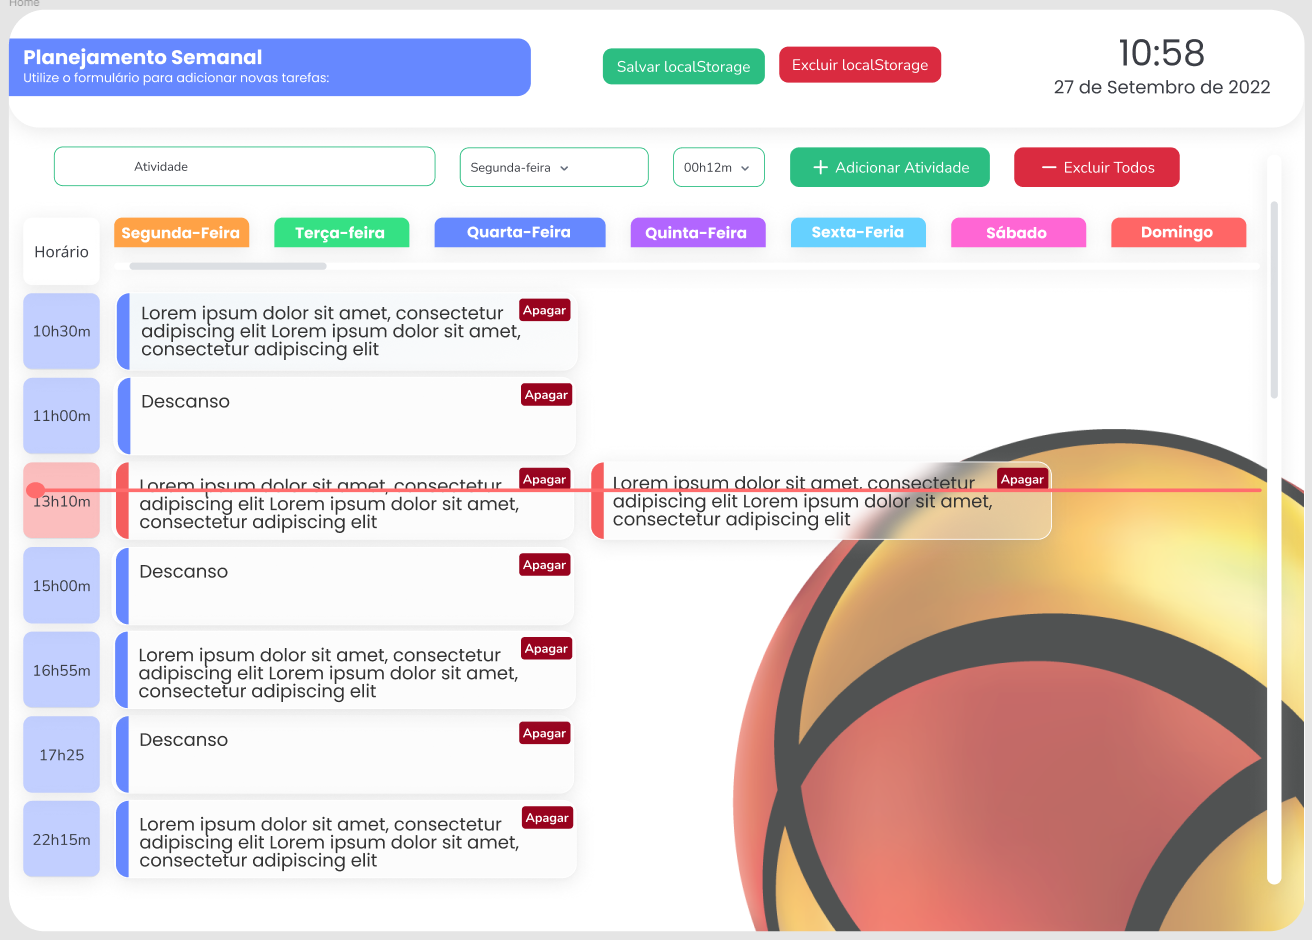 Home
Planejamento Semanal
Utilize o formulário para adicionar novas tarefas:
Salvar localStorage
Excluir localStorage
10:58
27 de Setembro de 2022
Atividade
Segunda-feira
00h12m
Adicionar Atividade
Excluir Todos
Horário
Segunda-Feira
Terça-feira
Quarta-Feira
Quinta-Feira
Sexta-Feria
Sábado
Domingo
10h30m
Lorem ipsum dolor sit amet, consectetur
adipiscing elit Lorem ipsum dolor sit amet,
consectetur adipiscing elit
Apagar
11h00m
Descanso
Apagar
13h10m
Lorem ipsum dolor sit amet, consectetur
adipiscing elit Lorem ipsum dolor sit amet,
consectetur adipiscing elit
Apagar
Lorem ipsum dolor sit amet, consectetur
adipiscing elit Lorem ipsum dolor sit amet,
consectetur adipiscing elit
Apagar
15h00m
Descanso
Apagar
16h55m
Lorem ipsum dolor sit amet, consectetur
adipiscing elit Lorem ipsum dolor sit amet,
consectetur adipiscing elit
Apagar
17h25
Descanso
Apagar
22h15m
Lorem ipsum dolor sit amet, consectetur
adipiscing elit Lorem ipsum dolor sit amet,
consectetur adipiscing elit
Apagar